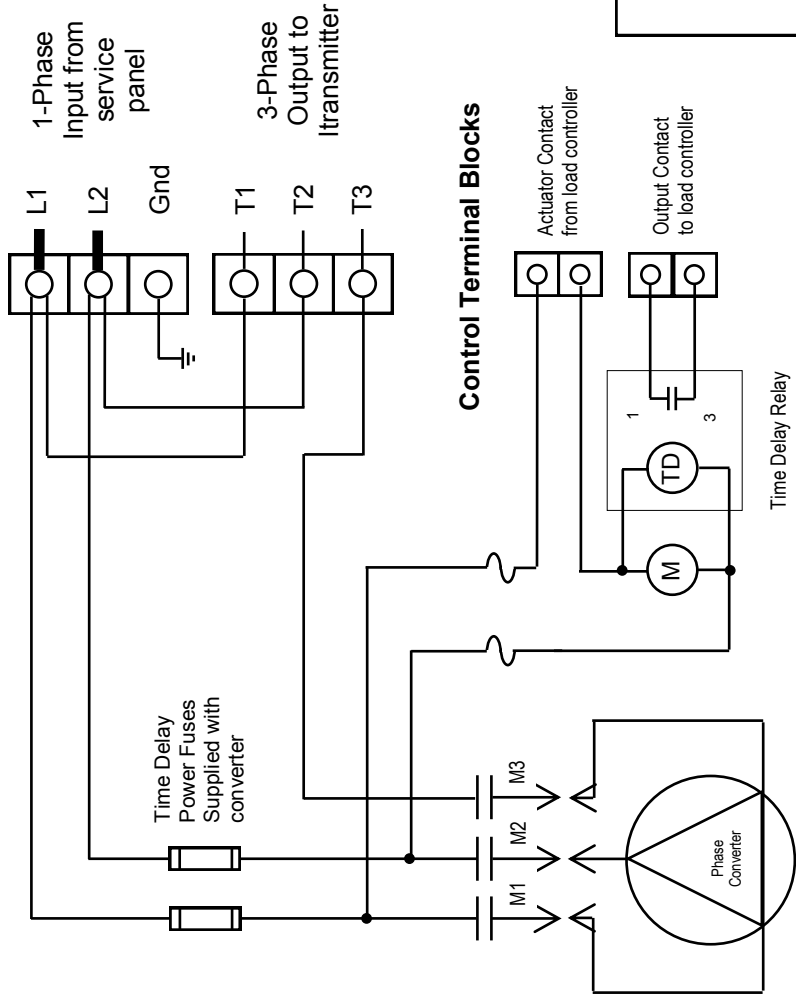 1-Phase
Input from
service
panel
L1
L2
Gnd
3-Phase
Output to
ltransmitter
T1
T2
T3
Control Terminal Blocks
Actuator Contact
from load controller
Output Contact
to load controller
1
3
TD
M
Time Delay Relay
Time Delay
Power Fuses
Supplied with
converter
M1
M2
M3
Phase
Converter